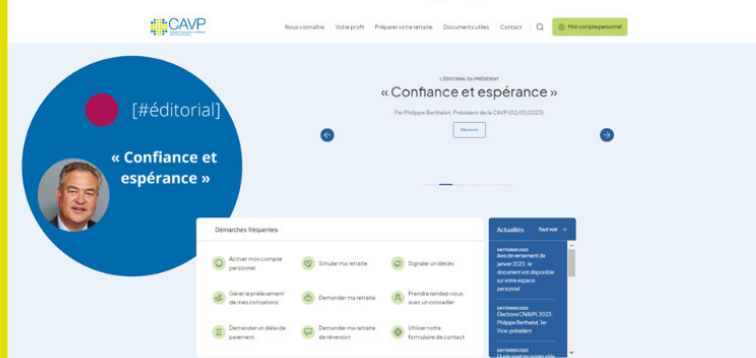 CAVP
Nous connaître Votre profil Préparer votre retraite Documents utiles Contact Mon compte personnel
[#éditorial]
« Confiance et
espérance »
L'ÉDITORIAL DU PRÉSIDENT
« Confiance et espérance »
Par Philippe Berthelot, Président de la CAVP (02/01/2023)
Découvrir
Démarches fréquentes
Activer mon compte
personnel
Simuler ma retraite
Signaler un décès
Gérer le prélèvement
de mes cotisations
Demander ma retraite
Prendre rendez-vous
avec un conseiller
Demander un délai de
paiement
Demander ma retraite
de réversion
Utiliser notre
formulaire de contact
Actualités Tout voir
Avis de versement de
janvier 2023 : le
document est disponible
sur votre espace
personnel
Elections CNAVPL 2023 :
Philippe Berthelot, 1er
Vice-président